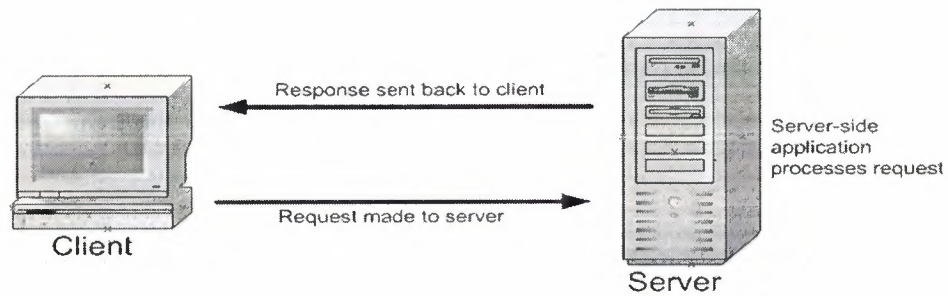 Response sent back to client
Server-side
application
processes request
Request made to server
Client
Server